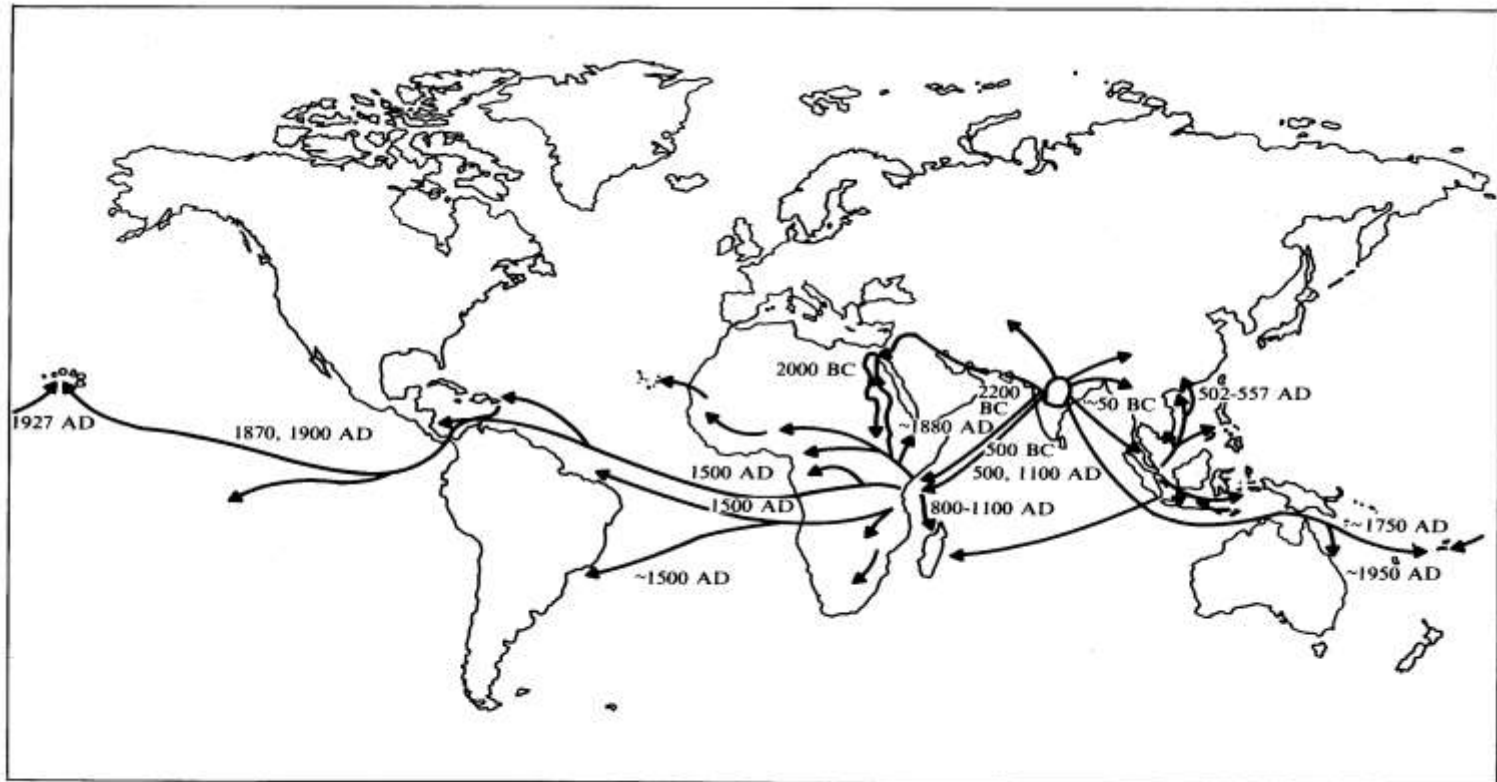 2000 BC
2200
BC
~50 BC
502-557 AD
1927 AD
1870, 1900 AD
~1880 AD
500 BC
1500 AD
500, 1100 AD
1500 AD
800-1100 AD
~1750 AD
~1500 AD
~1950 AD